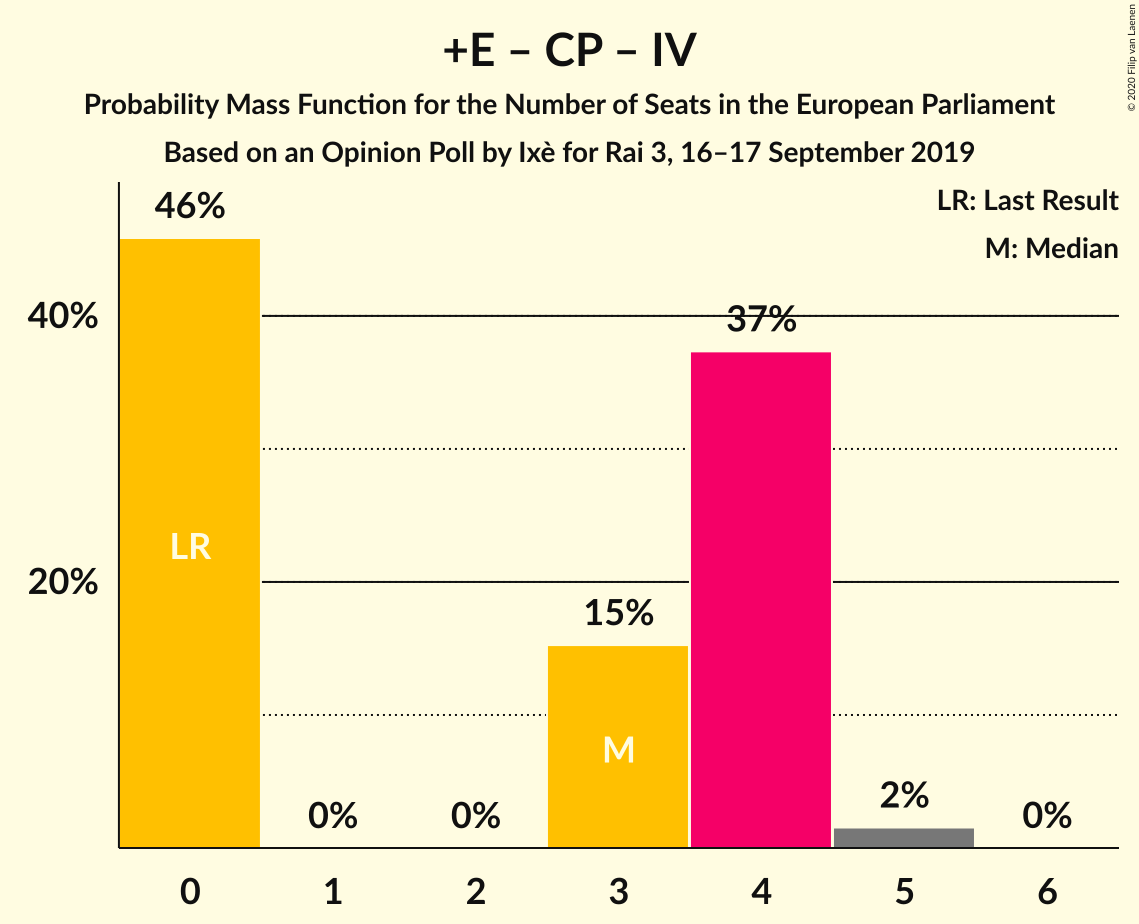 +E – CP – IV
Probability Mass Function for the Number of Seats in the European Parliament
Based on an Opinion Poll by Ixè for Rai 3, 16–17 September 2019
© 2020 Filip van Laenen
LR: Last Result
M: Median
46%
40%
37%
LR
20%
15%
M
0%
0%
2%
0%
0
1
2
3
4
5
6